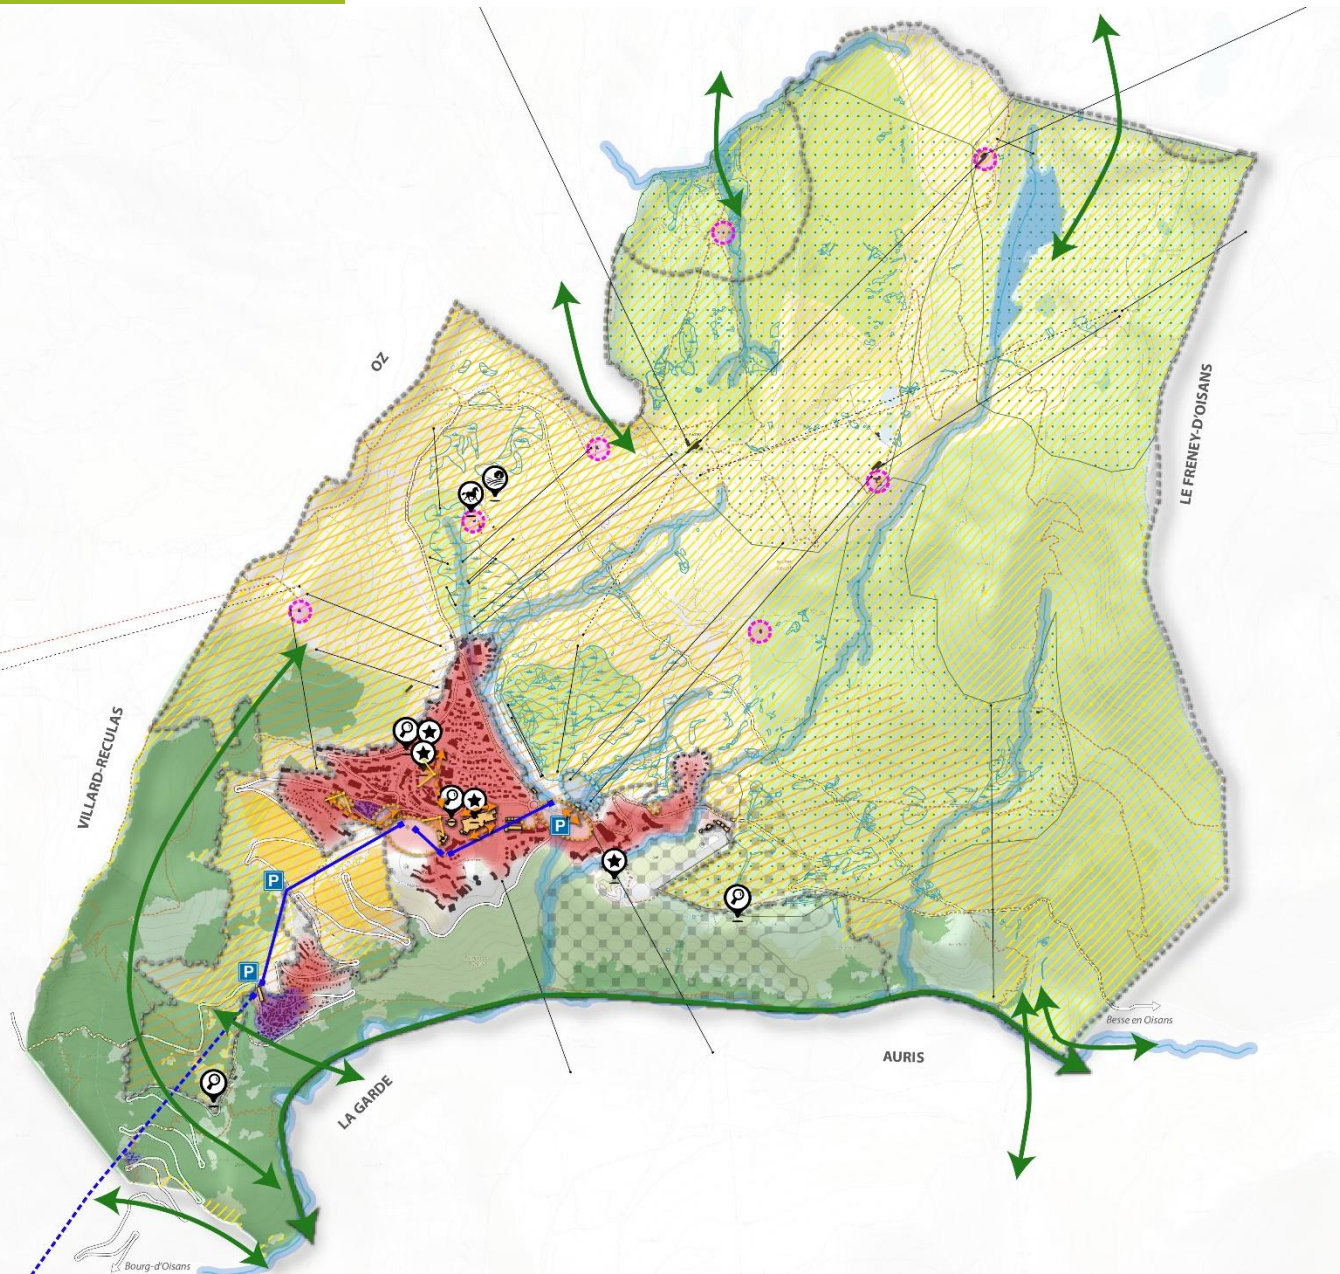 OZ
LE FRENEY-D'OISANS
VILLARD-RECULAS
P
P
P
Besse en Oisans
AURIS
LA GARDE
Bourg-d'Oisans